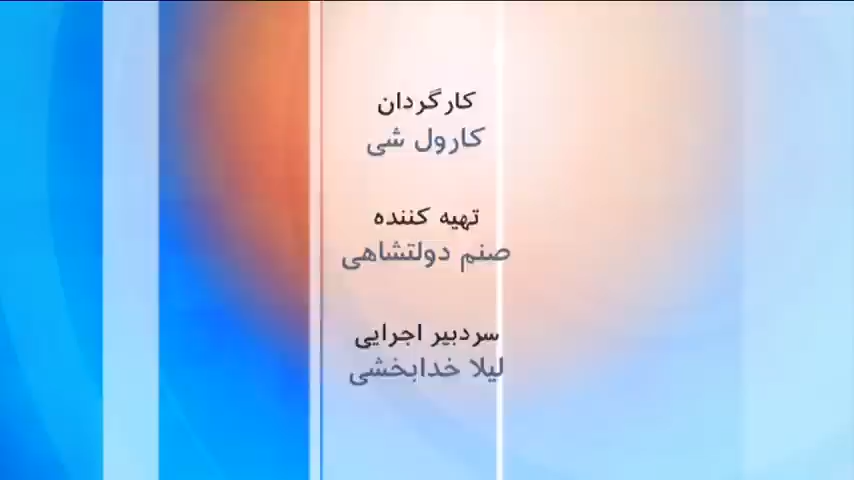 کارگردان
کارول شی
تهیه کننده
صنم دولتشاهی
سردبیر اجرایی
لیلا خدابخشی